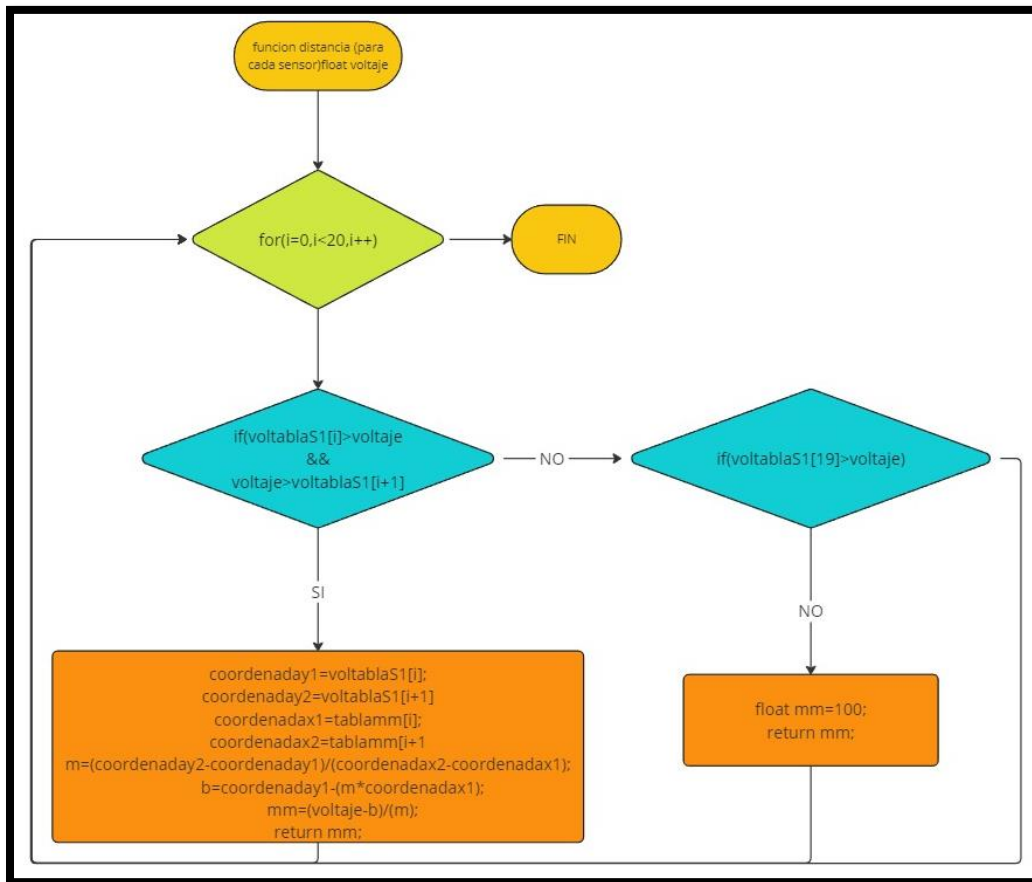 funcion distancia (para
cada sensor)float voltaje
for(i=0,i<20,i++)
FIN
if(voltablaS1[i]>voltaje
&&
voltaje>voltablaS1[i+1]
NO
if(voltablaS1[19]>voltaje)
SI
NO
coordenaday1=voltablaS1[i];
coordenaday2=voltablaS1[i+1]
coordenadax1=tablamm[i];
coordenadax2=tablamm[i+1
m=(coordenaday2-coordenaday1)/(coordenadax2-coordenadax1);
b=coordenaday1-(m*coordenadax1);
mm=(voltaje-b)/(m);
return mm;
float mm=100;
return mm;